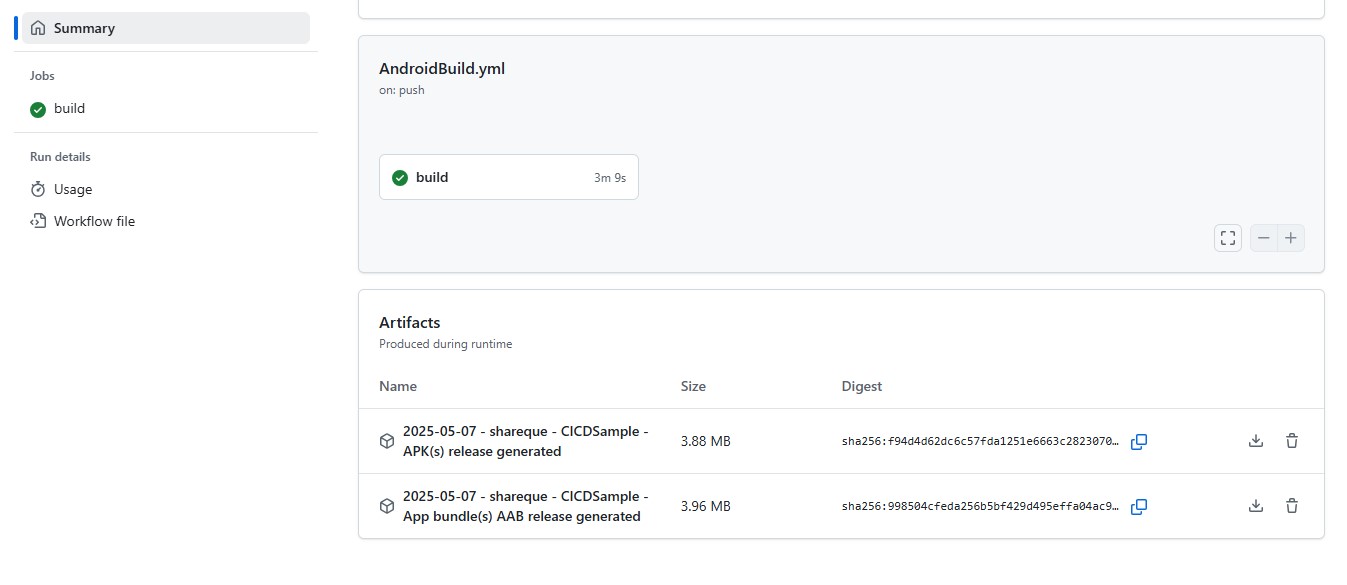 Summary
Jobs
build
Run details
Usage
Workflow file
AndroidBuild.yml
on: push
build 3m 9s
Artifacts
Produced during runtime
Name Size Digest
2025-05-07 - shareque - CICDSample -
APK(s) release generated
3.88 MB sha256:f94d4d62dc6c57fda1251e6663c2823070…
2025-05-07 - shareque - CICDSample -
App bundle(s) AAB release generated
3.96 MB sha256:998504cfeda256b5bf429d495effa04ac9…